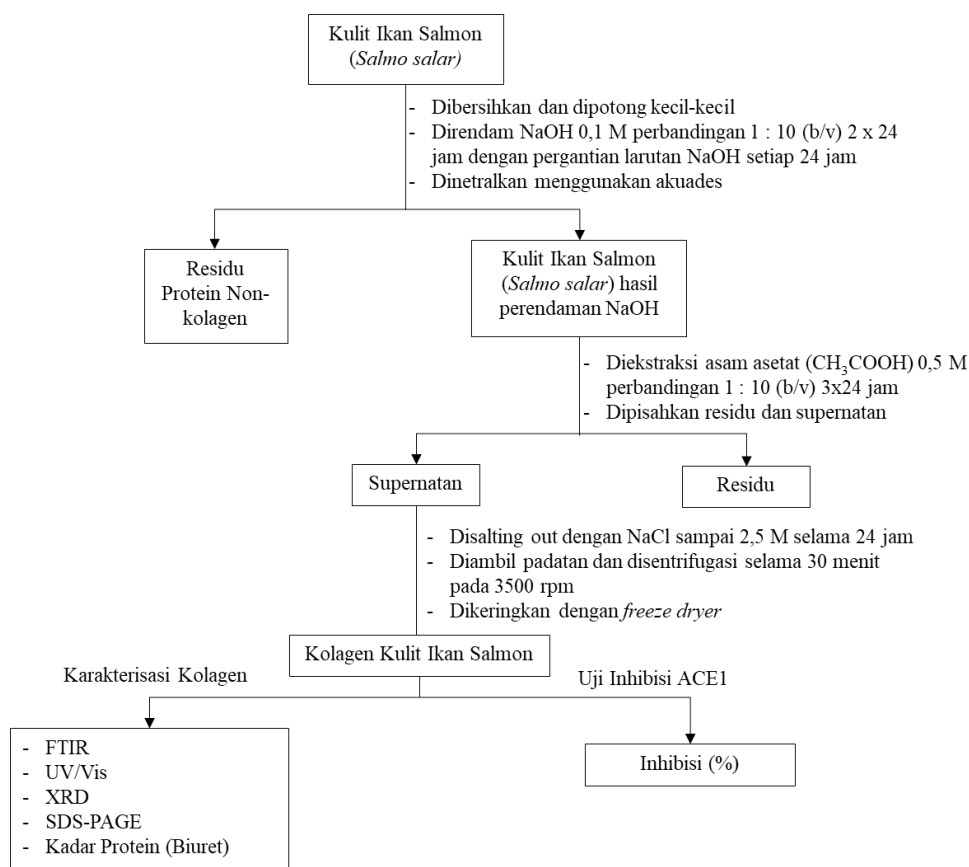 Kulit Ikan Salmon
(Salmo salar)
- Dibersihkan dan dipotong kecil-kecil
- Direndam NaOH 0,1 M perbandingan 1 : 10 (b/v) 2 x 24
jam dengan pergantian larutan NaOH setiap 24 jam
- Dinetralkan menggunakan akuades
Residu
Protein Non-
kolagen
Kulit Ikan Salmon
(Salmo salar) hasil
perendaman NaOH
- Diekstraksi asam asetat (CH₃COOH) 0,5 M
perbandingan 1 : 10 (b/v) 3x24 jam
- Dipisahkan residu dan supernatan
Supernatan
Residu
- Disalting out dengan NaCl sampai 2,5 M selama 24 jam
- Diambil padatan dan disentrifugasi selama 30 menit
pada 3500 rpm
- Dikeringkan dengan freeze dryer
Kolagen Kulit Ikan Salmon
Karakterisasi Kolagen
Uji Inhibisi ACE1
- FTIR
- UV/Vis
- XRD
- SDS-PAGE
- Kadar Protein (Biuret)
Inhibisi (%)